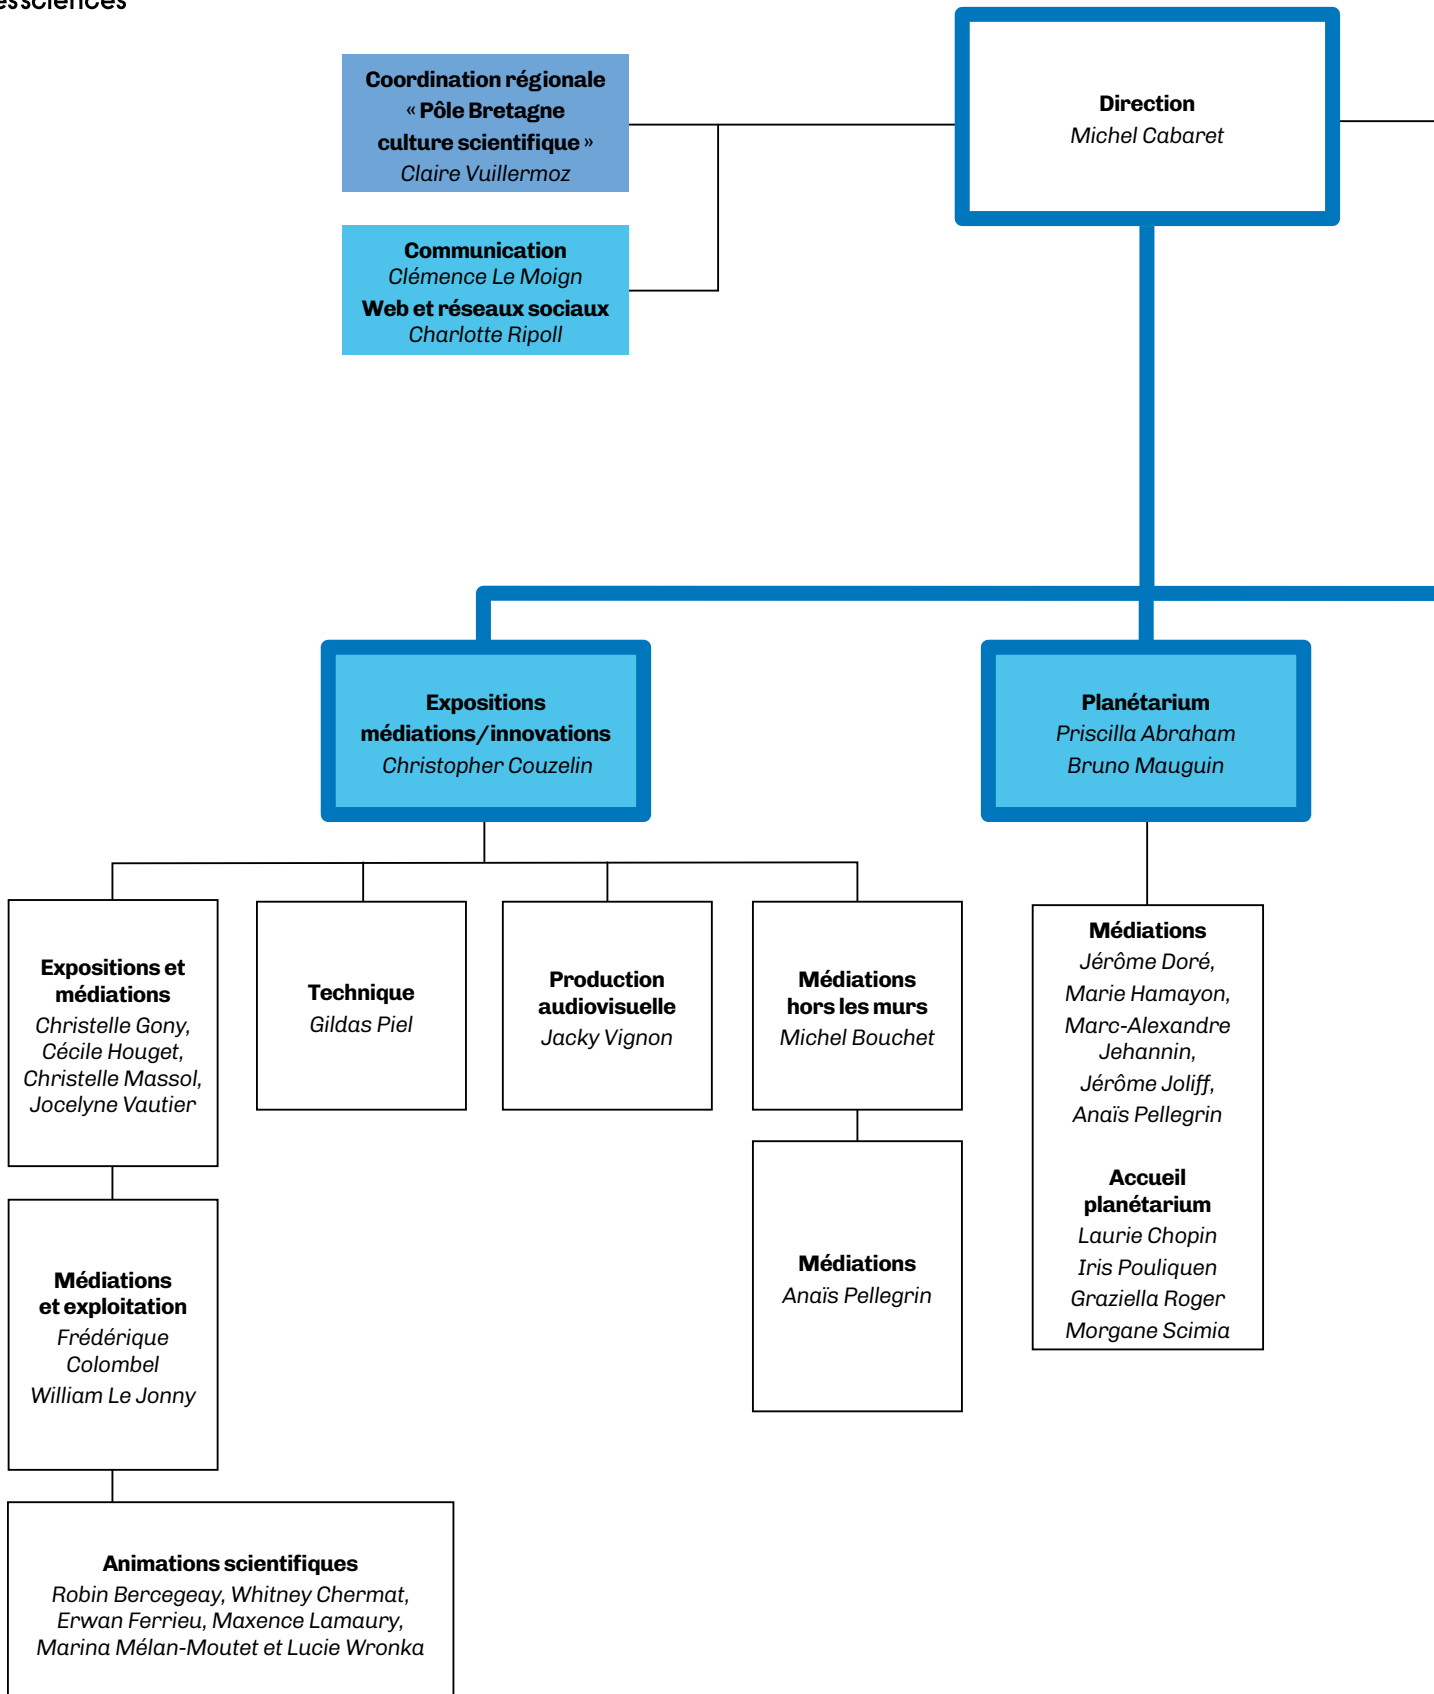 Coordination régionale
« Pôle Bretagne
culture scientifique »
Claire Vuillermoz
Communication
Clémence Le Moign
Web et réseaux sociaux
Charlotte Ripoll
Direction
Michel Cabaret
Expositions
médiations/innovations
Christopher Couzelin
Planétarium
Priscilla Abraham
Bruno Mauguin
Expositions et
médiations
Christelle Gony,
Cécile Houget,
Christelle Massol,
Jocelyne Vautier
Technique
Gildas Piel
Production
audiovisuelle
Jacky Vignon
Médiations
hors les murs
Michel Bouchet
Médiations
Jérôme Doré,
Marie Hamayon,
Marc-Alexandre
Jehannin,
Jérôme Joliff,
Anaïs Pellegrin
Accueil
planétarium
Laurie Chopin
Iris Pouliquen
Graziella Roger
Morgane Scimia
Médiations
et exploitation
Frédérique
Colombel
William Le Jonny
Médiations
Anaïs Pellegrin
Animations scientifiques
Robin Bercegeay, Whitney Chermat,
Erwan Ferrieu, Maxence Lamaury,
Marina Mélan-Moutet et Lucie Wronka